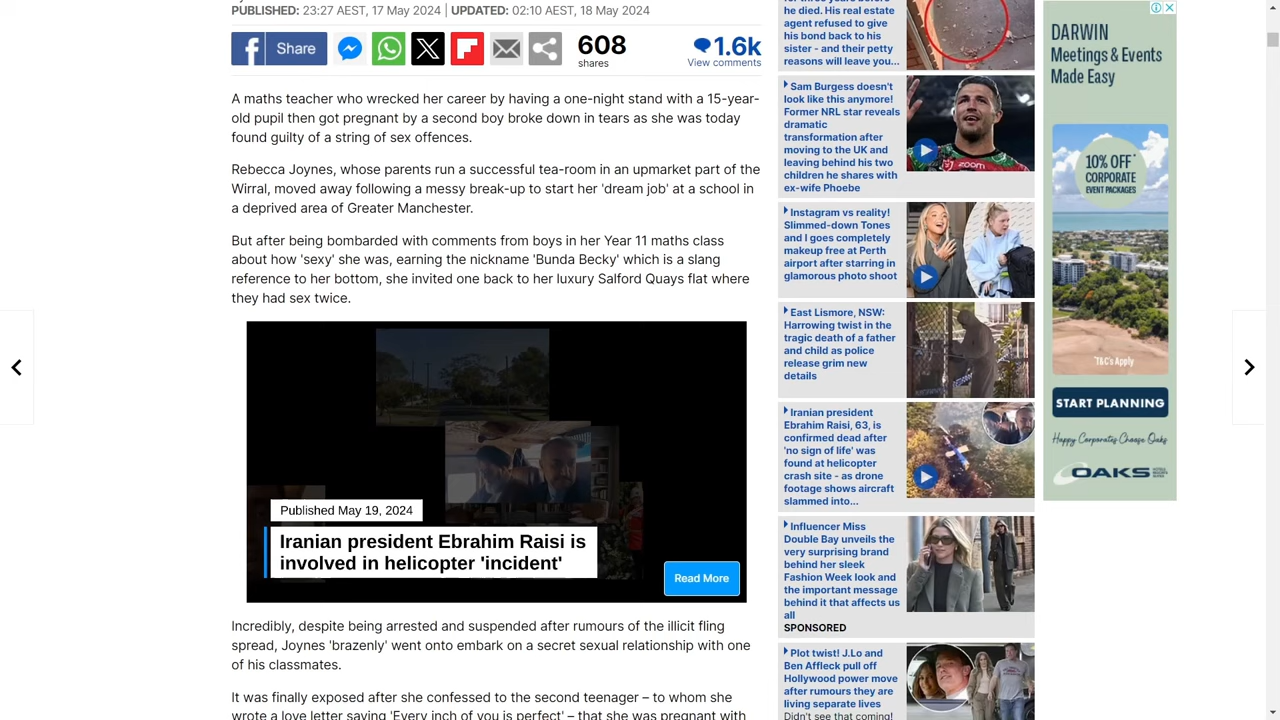 PUBLISHED: 23:27 AEST, 17 May 2024 | UPDATED: 02:10 AEST, 18 May 2024
Share
608
shares
1.6k
View comments
A maths teacher who wrecked her career by having a one-night stand with a 15-year-
old pupil then got pregnant by a second boy broke down in tears as she was today
found guilty of a string of sex offences.
Rebecca Joynes, whose parents run a successful tea-room in an upmarket part of the
Wirral, moved away following a messy break-up to start her 'dream job' at a school in
a deprived area of Greater Manchester.
But after being bombarded with comments from boys in her Year 11 maths class
about how 'sexy' she was, earning the nickname 'Bunda Becky' which is a slang
reference to her bottom, she invited one back to her luxury Salford Quays flat where
they had sex twice.
Published May 19, 2024
Iranian president Ebrahim Raisi is
involved in helicopter 'incident'
Read More
Incredibly, despite being arrested and suspended after rumours of the illicit fling
spread, Joynes 'brazenly' went onto embark on a secret sexual relationship with one
of his classmates.
It was finally exposed after she confessed to the second teenager – to whom she
wrote a love letter saying 'Every inch of you is perfect' – that she was pregnant with
he died. His real estate
agent refused to give
his bond back to his
sister - and their petty
reasons will leave you...
Sam Burgess doesn't
look like this anymore!
Former NRL star reveals
dramatic
transformation after
moving to the UK and
leaving behind his two
children he shares with
ex-wife Phoebe
zoom
Instagram vs reality!
Slimmed-down Tones
and I goes completely
makeup free at Perth
airport after starring in
glamorous photo shoot
East Lismore, NSW:
Harrowing twist in the
tragic death of a father
and child as police
release grim new
details
Iranian president
Ebrahim Raisi, 63, is
confirmed dead after
'no sign of life' was
found at helicopter
crash site - as drone
footage shows aircraft
slammed into...
Influencer Miss
Double Bay unveils the
very surprising brand
behind her sleek
Fashion Week look and
the important message
behind it that affects us
all
SPONSORED
Plot twist! J.Lo and
Ben Affleck pull off
Hollywood power move
after rumours they are
living separate lives
Didn't see that coming!
DARWIN
Meetings & Events
Made Easy
10% OFF*
CORPORATE
EVENT PACKAGES
*T&C's Apply
START PLANNING
Happy Corporates Choose Oaks
OAKS